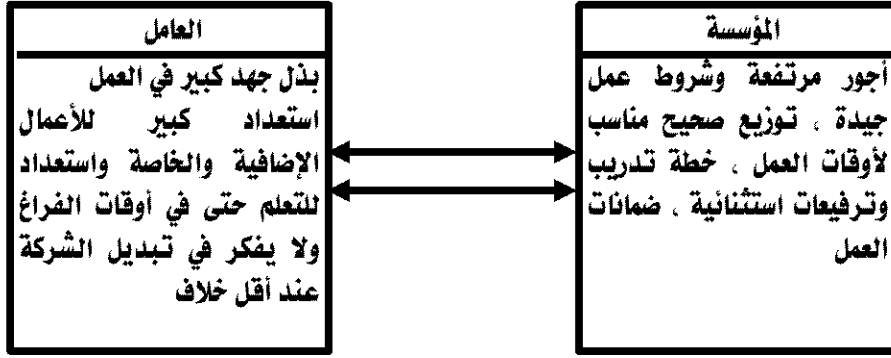 المؤسسة
أجور مرتفعة وشروط عمل
جيدة ، توزيع صحيح مناسب
لأوقات العمل ، خطة تدريب
وترفيعات استثنائية ، ضمانات
العمل
العامل
بذل جهد كبير في العمل
استعداد كبير للأعمال
الإضافية والخاصة واستعداد
للتعلم حتى في أوقات الفراغ
ولا يفكر في تبديل الشركة
عند أقل خلاف